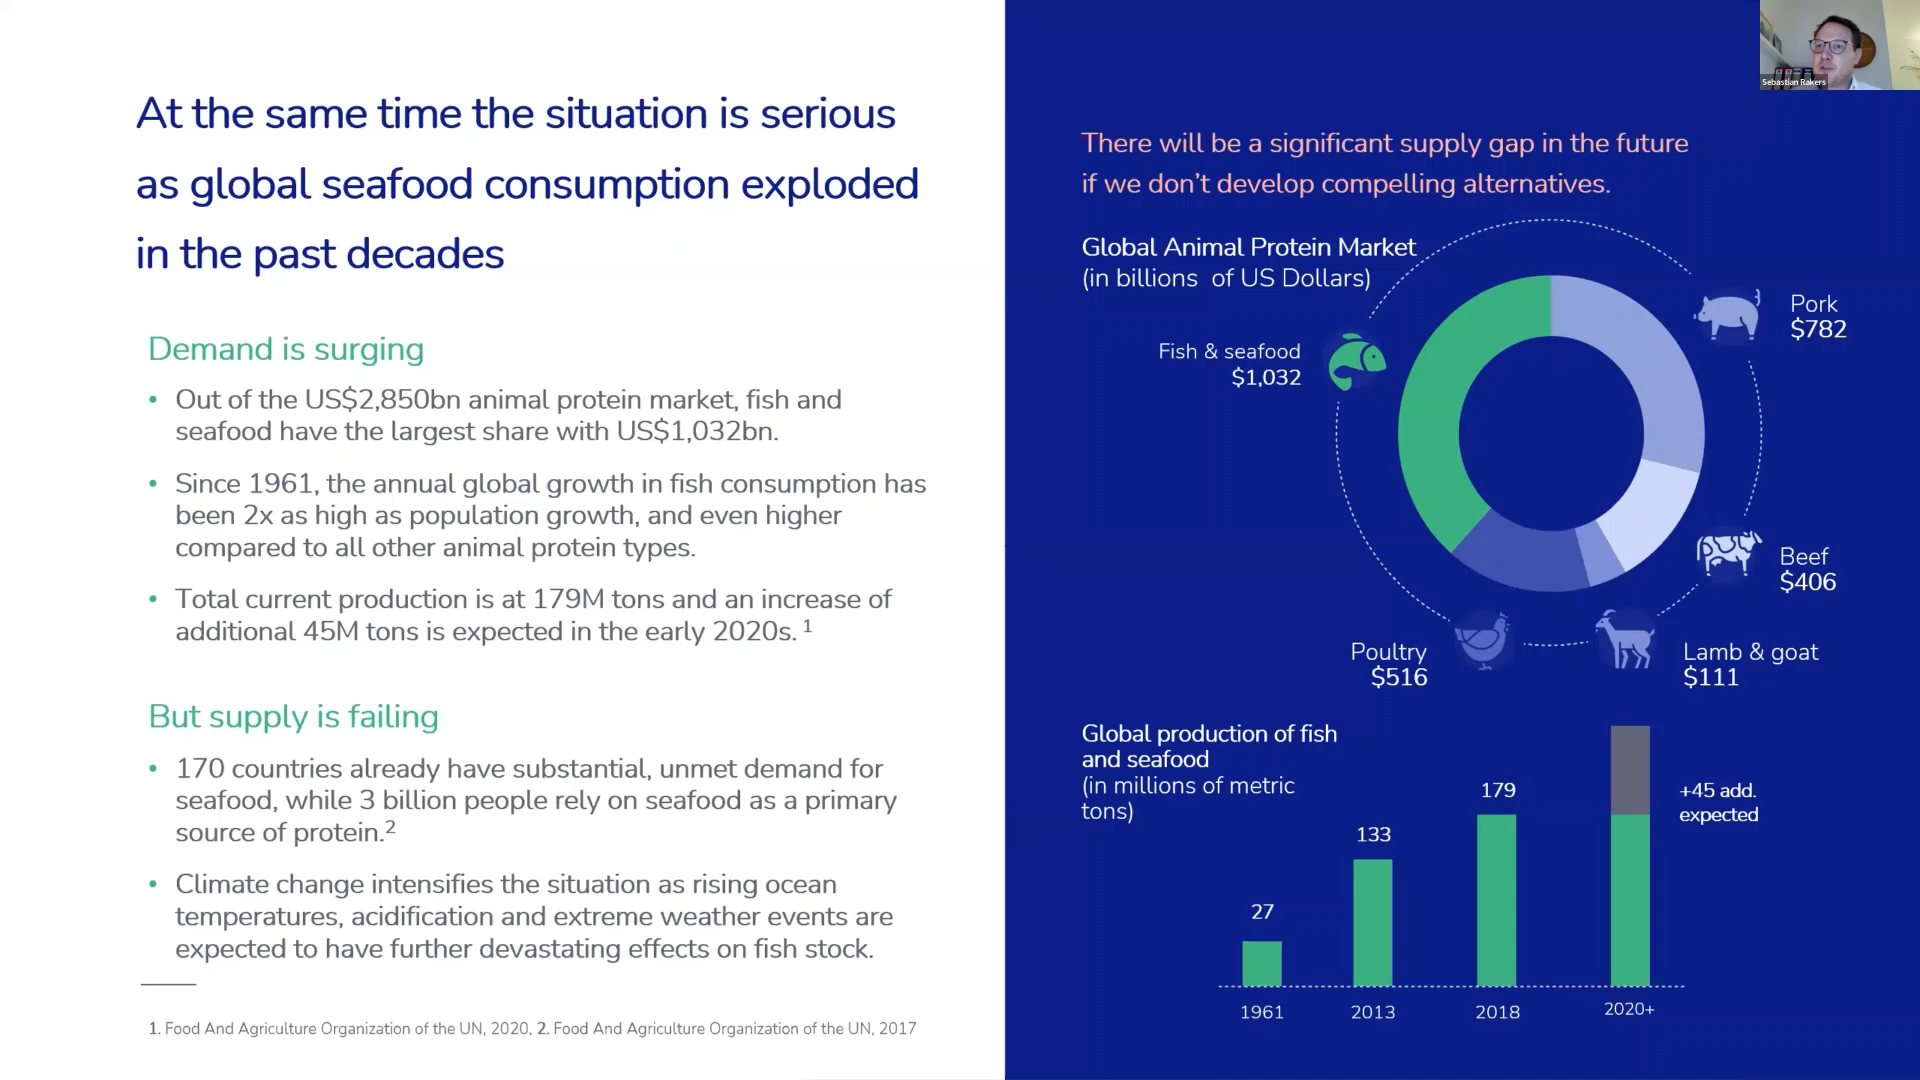 At the same time the situation is serious
as global seafood consumption exploded
in the past decades
Demand is surging
• Out of the US$2,850bn animal protein market, fish and
seafood have the largest share with US$1,032bn.
• Since 1961, the annual global growth in fish consumption has
been 2x as high as population growth, and even higher
compared to all other animal protein types.
• Total current production is at 179M tons and an increase of
additional 45M tons is expected in the early 2020s. 1
But supply is failing
• 170 countries already have substantial, unmet demand for
seafood, while 3 billion people rely on seafood as a primary
source of protein.2
• Climate change intensifies the situation as rising ocean
temperatures, acidification and extreme weather events are
expected to have further devastating effects on fish stock.
1. Food And Agriculture Organization of the UN, 2020, 2. Food And Agriculture Organization of the UN, 2017
Sebastian Rakers
There will be a significant supply gap in the future
if we don't develop compelling alternatives.
Global Animal Protein Market
(in billions of US Dollars)
Pork
$782
Fish & seafood
$1,032
Beef
$406
Poultry
$516
Lamb & goat
$111
Global production of fish
and seafood
(in millions of metric
tons)
27
133
179
+45 add.
expected
1961
2013
2018
2020+